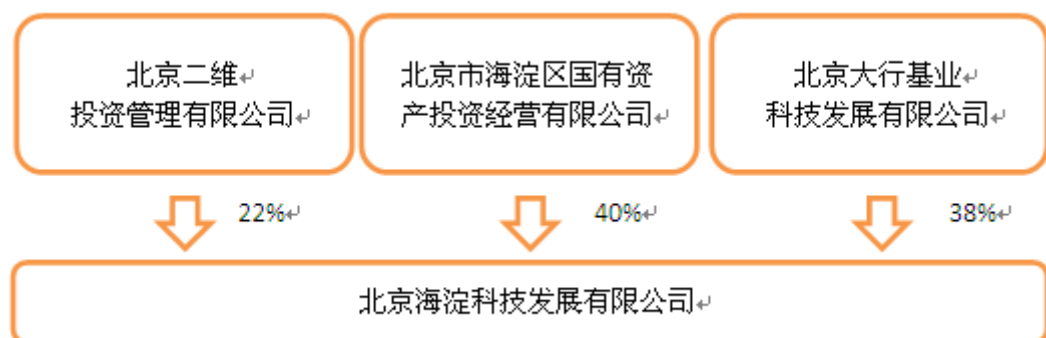 北京二维
投资管理有限公司
北京市海淀区国有资
产投资经营有限公司
北京大行基业
科技发展有限公司
22%
40%
38%
北京海淀科技发展有限公司